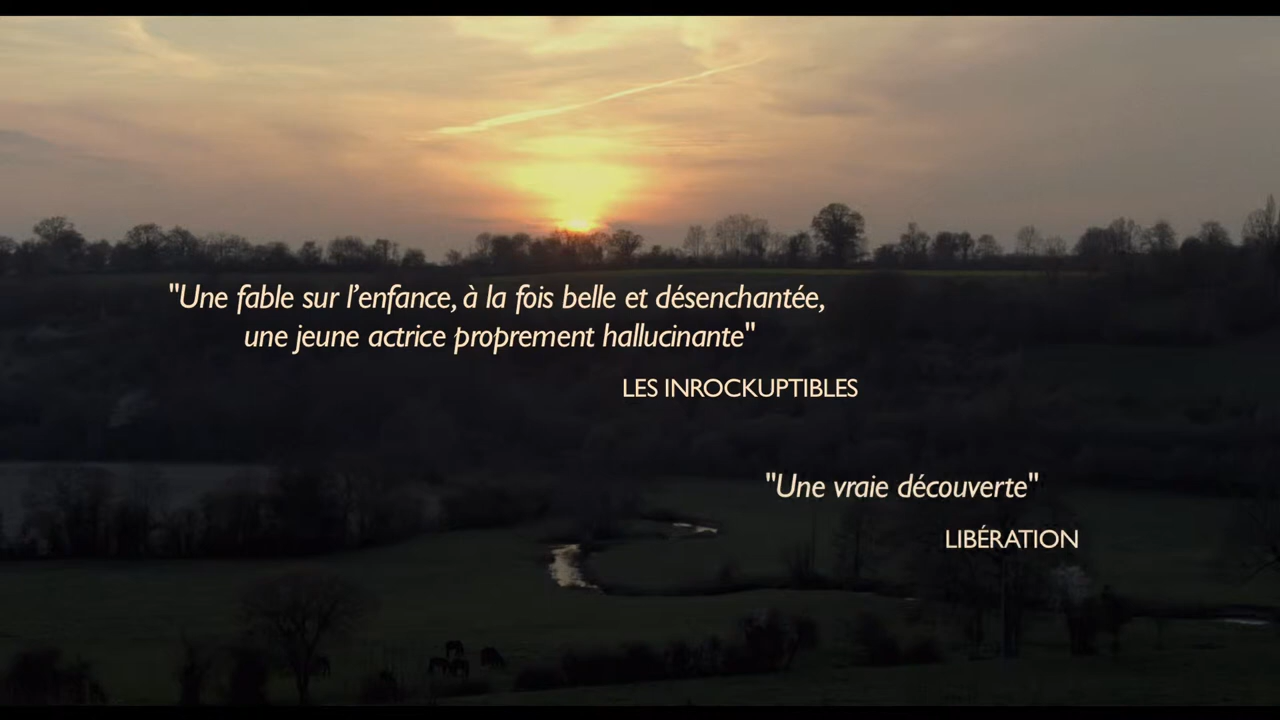 "Une fable sur l’enfance, à la fois belle et désenchantée,
une jeune actrice proprement hallucinante"
LES INROCKUPTIBLES
"Une vraie découverte"
LIBÉRATION